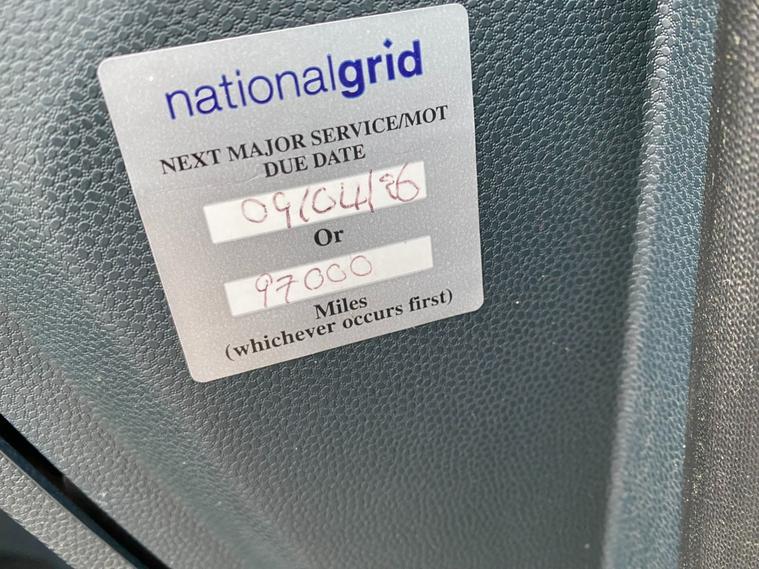 nationalgrid
NEXT MAJOR SERVICE/MOT
DUE DATE
09/04/26
Or
97000
Miles
(whichever occurs first)